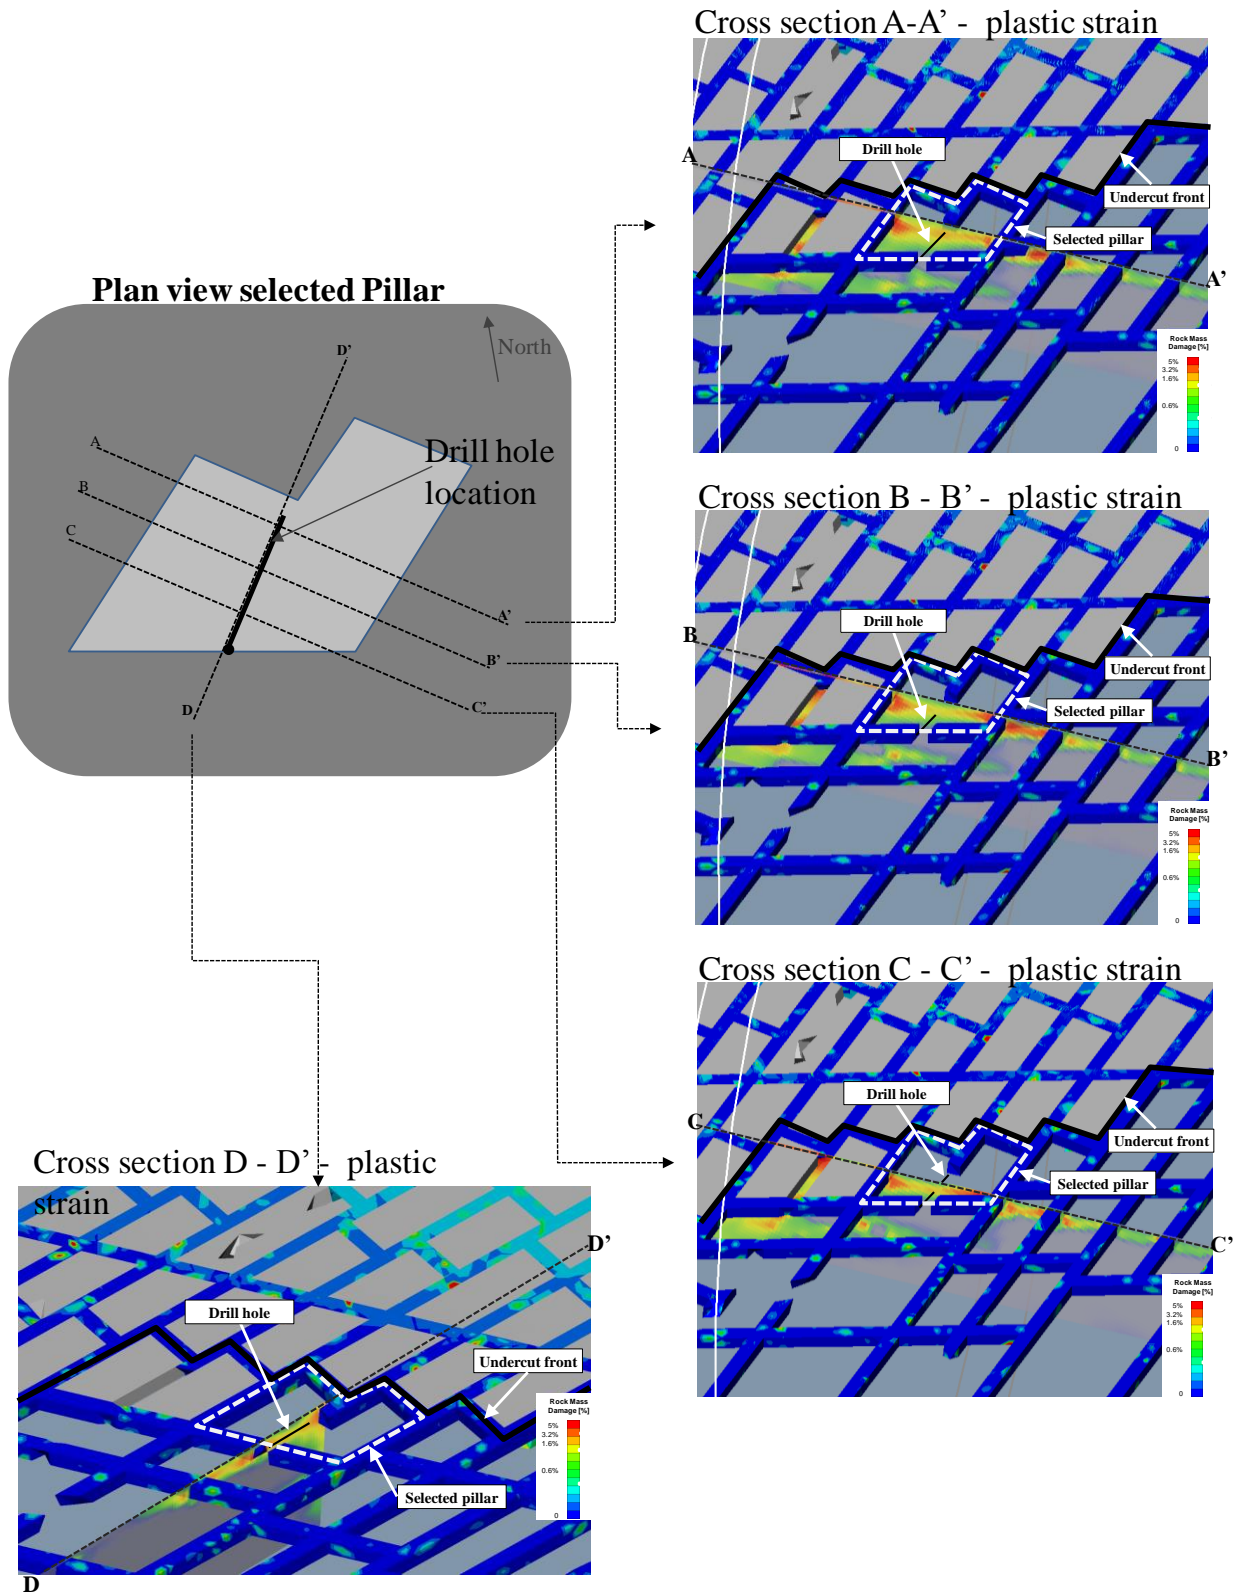 Cross section A-A’ - plastic strain
Drill hole
A
Undercut front
Selected pillar
A’
Rock Mass
Damage [%]
5%
3.2%
1.6%
0.6%
0
Plan view selected Pillar
North
D’
A
B
C
Drill hole
location
A’
B’
C’
D
Cross section B - B’ - plastic strain
Drill hole
B
Undercut front
Selected pillar
B’
Rock Mass
Damage [%]
5%
3.2%
1.6%
0.6%
0
Cross section C - C’ - plastic strain
Drill hole
C
Undercut front
Selected pillar
C’
Rock Mass
Damage [%]
5%
3.2%
1.6%
0.6%
0
Cross section D - D’ - plastic
strain
D’
Drill hole
Undercut front
Rock Mass
Damage [%]
5%
3.2%
1.6%
0.6%
0
Selected pillar
D